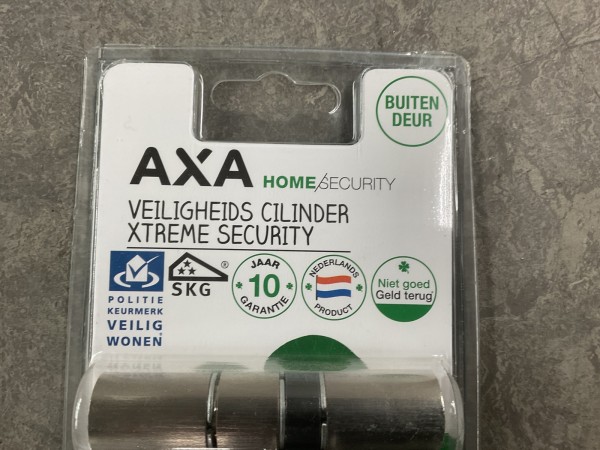 BUITEN
DEUR
AXA HOME/SECURITY
VEILIGHEIDS CILINDER
XTREME SECURITY
POLITIE
KEURMERK
VEILIG
WONEN®
SKG®
JAAR
10
GARANTIE
NEDERLANDS
PRODUCT
Niet goed
Geld terug